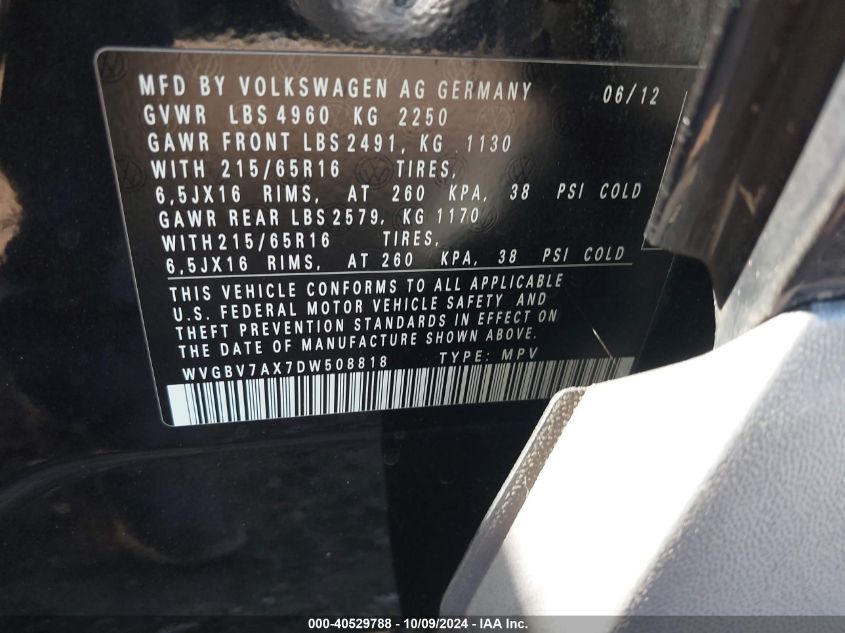 MFD BY VOLKSWAGEN AG GERMANY 06/12
GVWR LBS 4960 KG 2250
GAWR FRONT LBS 2491, KG 1130
WITH 215/65R16 TIRES,
6,5JX16 RIMS, AT 260 KPA, 38 PSI COLD
GAWR REAR LBS 2579, KG 1170
WITH 215/65R16 TIRES,
6,5JX16 RIMS, AT 260 KPA, 38 PSI COLD
THIS VEHICLE CONFORMS TO ALL APPLICABLE
U.S. FEDERAL MOTOR VEHICLE SAFETY AND
THEFT PREVENTION STANDARDS IN EFFECT ON
THE DATE OF MANUFACTURE SHOWN ABOVE.
WVGBV7AX7DW508818 TYPE: MPV
000-40529788 - 10/09/2024 - IAA Inc.